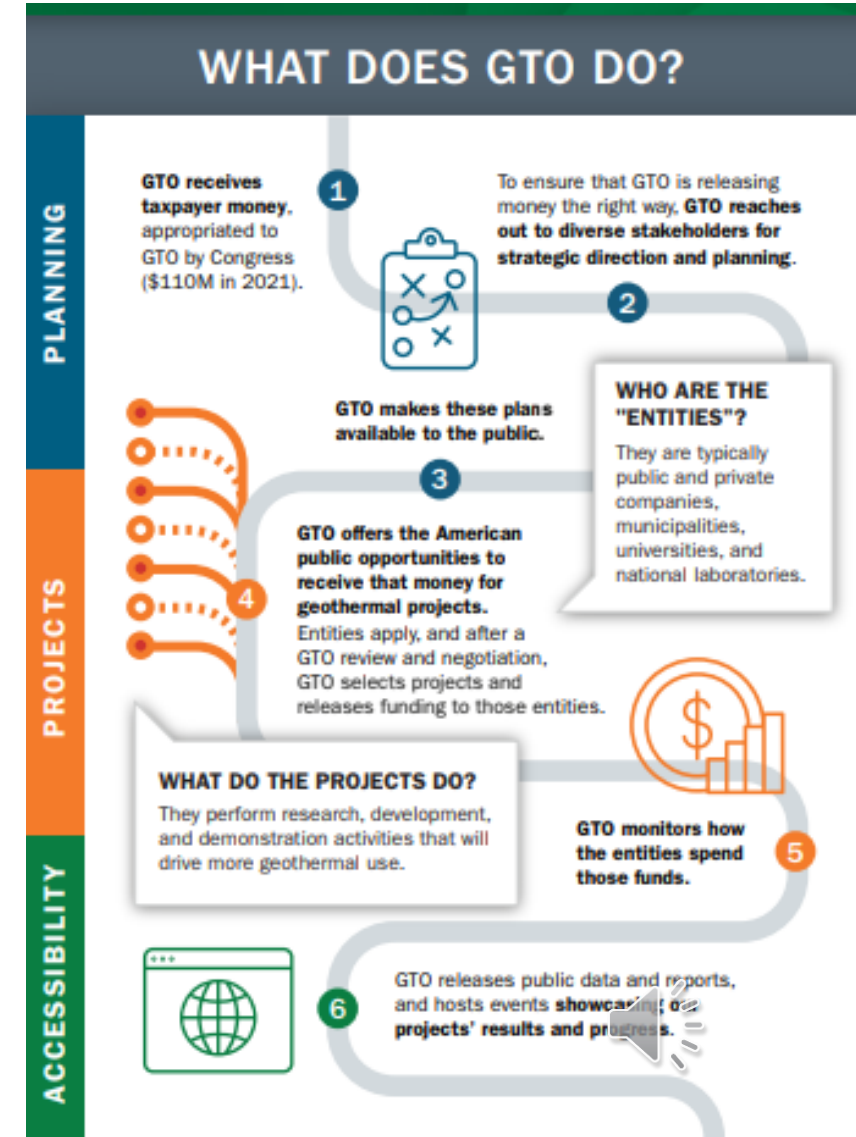 WHAT DOES GTO DO?
PLANNING
1
GTO receives
taxpayer money,
appropriated to
GTO by Congress
($110M in 2021).
To ensure that GTO is releasing
money the right way, GTO reaches
out to diverse stakeholders for
strategic direction and planning.
2
GTO makes these plans
available to the public.
3
WHO ARE THE
"ENTITIES"?
They are typically
public and private
companies,
municipalities,
universities, and
national laboratories.
PROJECTS
4
GTO offers the American
public opportunities to
receive that money for
geothermal projects.
Entities apply, and after a
GTO review and negotiation,
GTO selects projects and
releases funding to those entities.
$
WHAT DO THE PROJECTS DO?
They perform research, development,
and demonstration activities that will
drive more geothermal use.
GTO monitors how
the entities spend
those funds.
5
ACCESSIBILITY
6
GTO releases public data and reports,
and hosts events showcasing our
projects' results and progress.